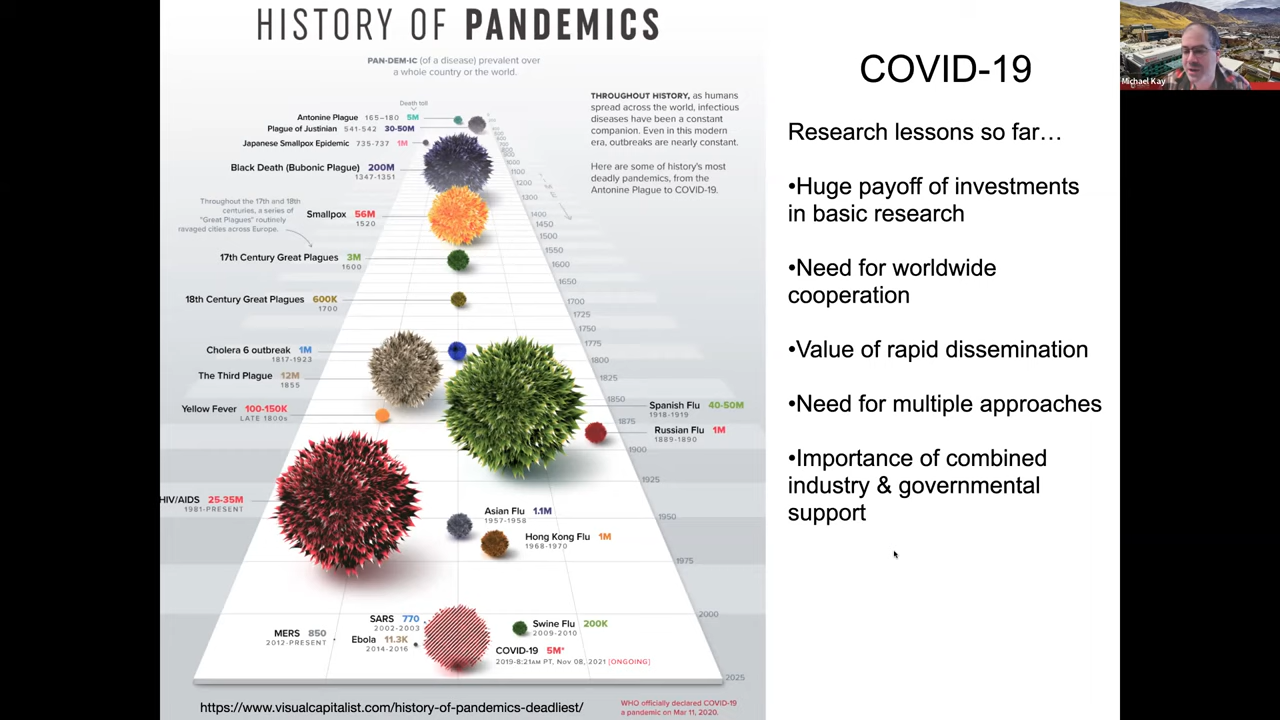 HISTORY OF PANDEMICS
PAN·DEM·IC (of a disease) prevalent over
a whole country or the world.
Death toll
Antonine Plague 165-180 5M
Plague of Justinian 541-542 30-50M
Japanese Smallpox Epidemic 735-737 1M
Black Death (Bubonic Plague) 200M
1347-1351
Throughout the 17th and 18th
centuries, a series of
"Great Plagues" routinely
ravaged cities across Europe.
Smallpox 56M
1520
17th Century Great Plagues 3M
1600
18th Century Great Plagues 600K
1700
Cholera 6 outbreak 1M
1817-1923
The Third Plague 12M
1855
Yellow Fever 100-150K
LATE 1800s
HIV/AIDS 25-35M
1981-PRESENT
THROUGHOUT HISTORY, as humans
spread across the world, infectious
diseases have been a constant
companion. Even in this modern
era, outbreaks are nearly constant.
Here are some of history's most
deadly pandemics, from the
Antonine Plague to COVID-19.
1100
1200
1300
1400
1450
1500
1550
1600
1650
1700
1725
1750
1775
1800
1825
1850
1875
1900
1925
1950
1975
2000
2025
Spanish Flu 40-50M
1918-1919
Russian Flu 1M
1889-1890
Asian Flu 1.1M
1957-1958
Hong Kong Flu 1M
1968-1970
SARS 770
2002-2003
MERS 850
2012-PRESENT
Ebola 11.3K
2014-2016
Swine Flu 200K
2009-2010
COVID-19 5M*
2019-8:21AM PT, Nov 08, 2021 [ONGOING]
https://www.visualcapitalist.com/history-of-pandemics-deadliest/
WHO officially declared COVID-19
a pandemic on Mar 11, 2020.
COVID-19
Research lessons so far…
•Huge payoff of investments
in basic research
•Need for worldwide
cooperation
•Value of rapid dissemination
•Need for multiple approaches
•Importance of combined
industry & governmental
support
Michael Kay